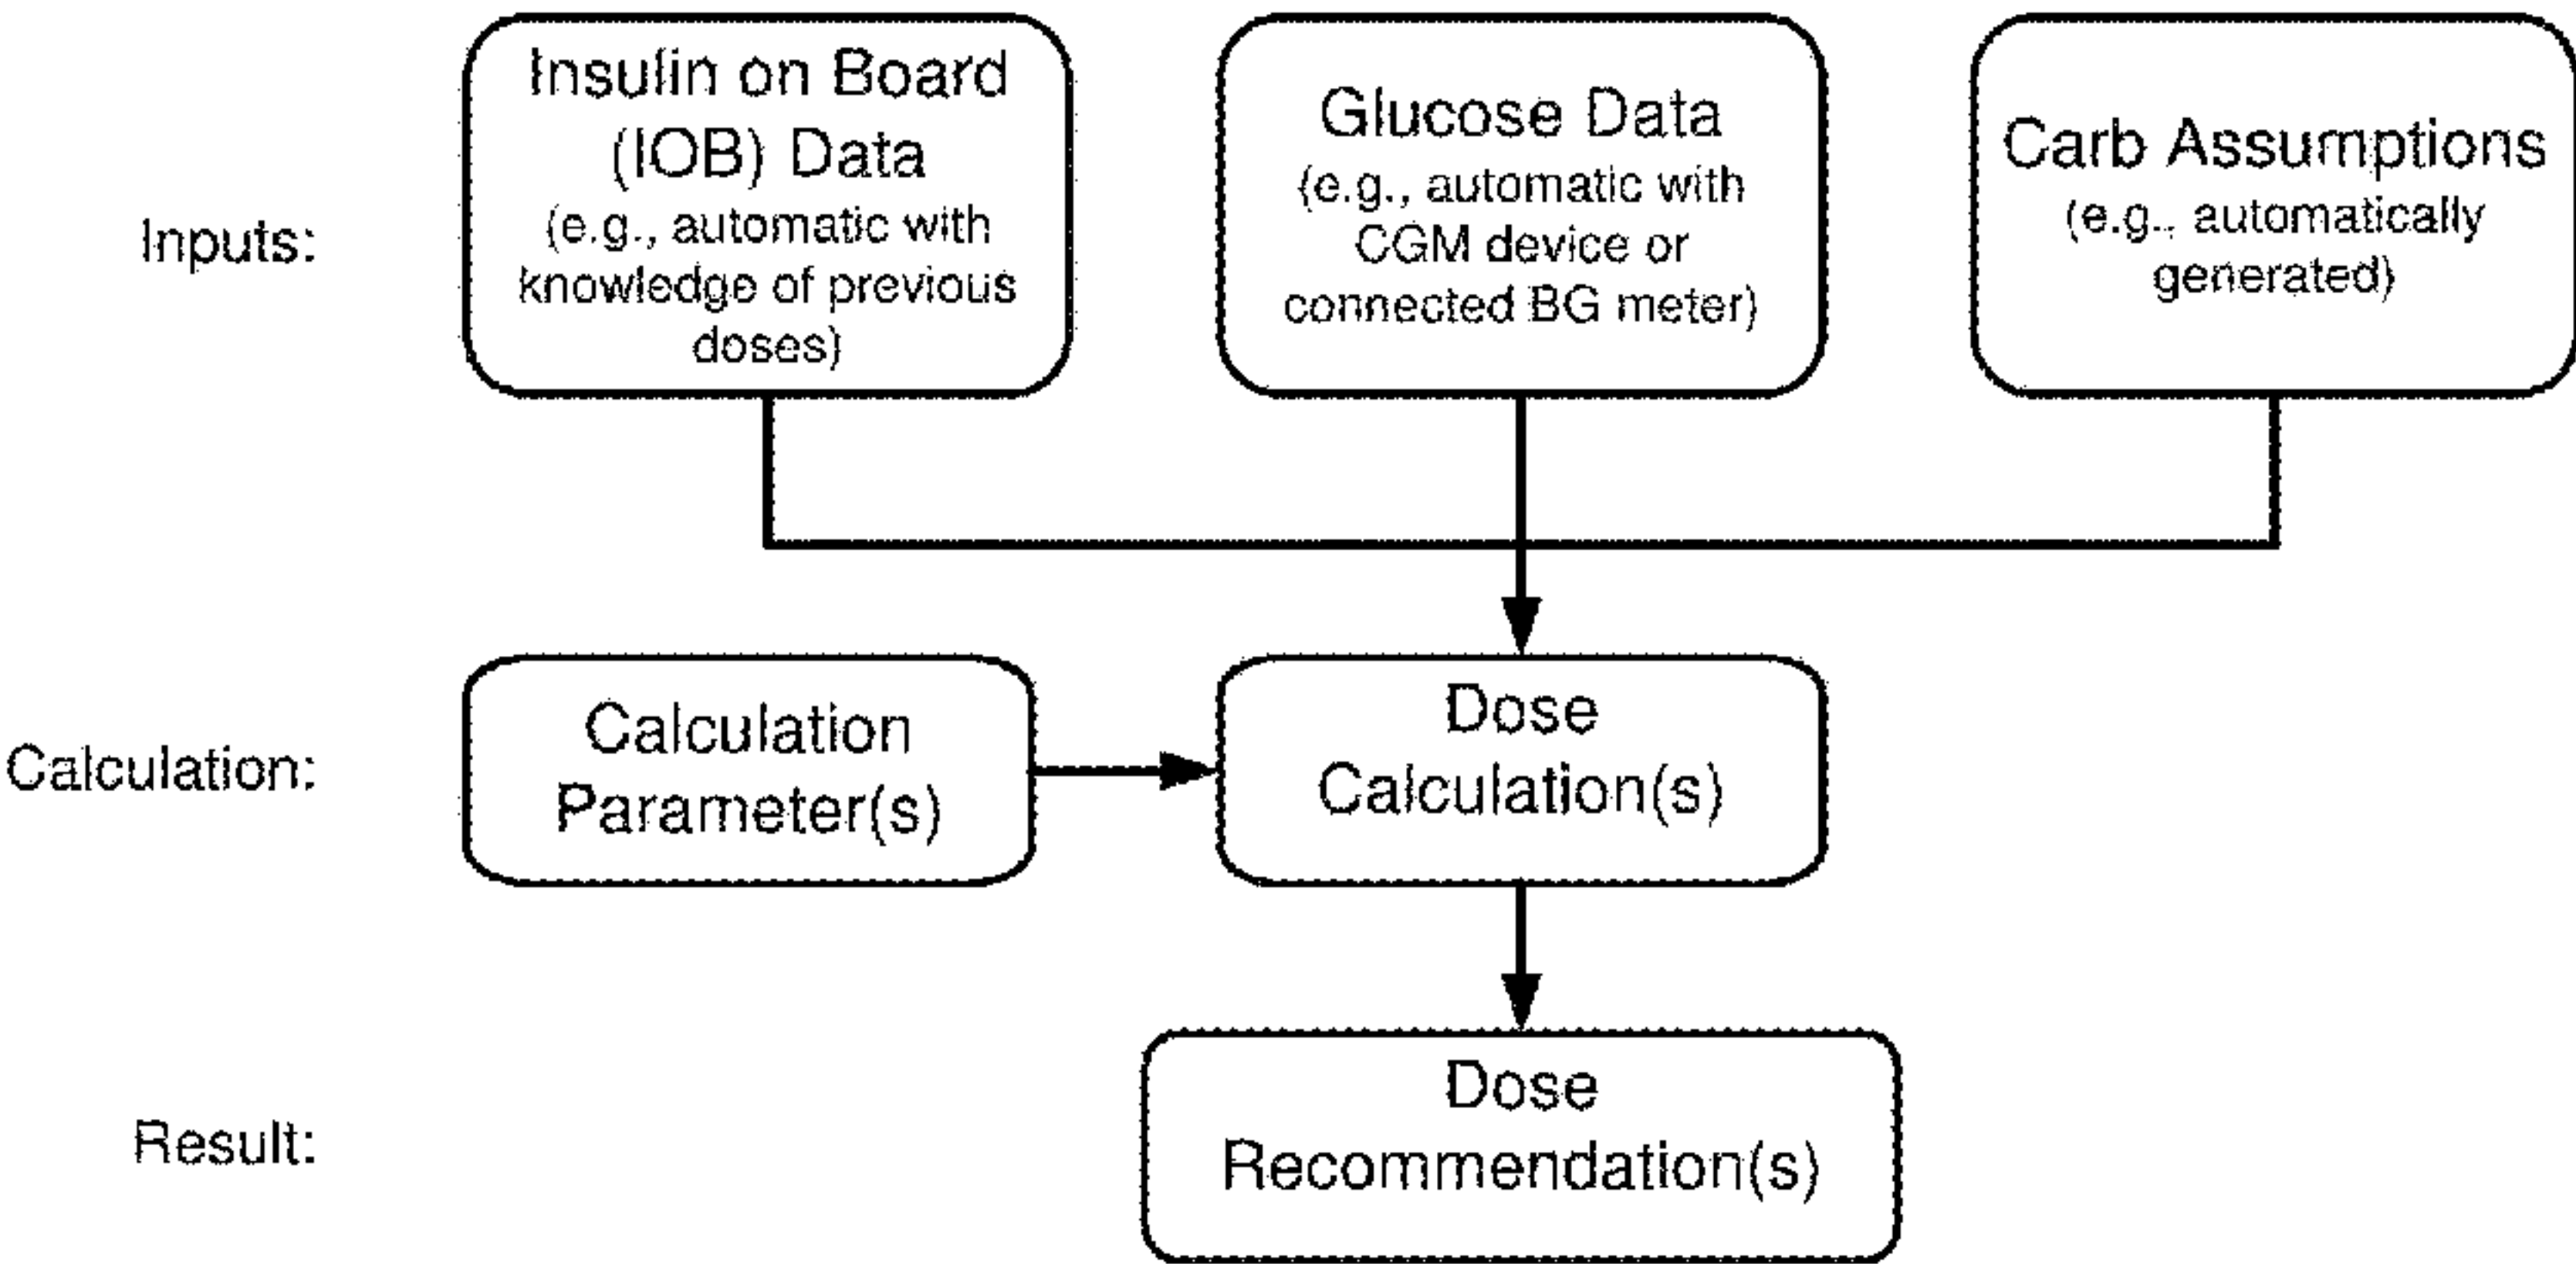 Insulin on Board
(IOB) Data
(e.g., automatic with
knowledge of previous
doses)
Glucose Data
(e.g., automatic with
CGM device or
connected BG meter)
Carb Assumptions
(e.g., automatically
generated)
Inputs:
Calculation:
Calculation
Parameter(s)
Dose
Calculation(s)
Result:
Dose
Recommendation(s)